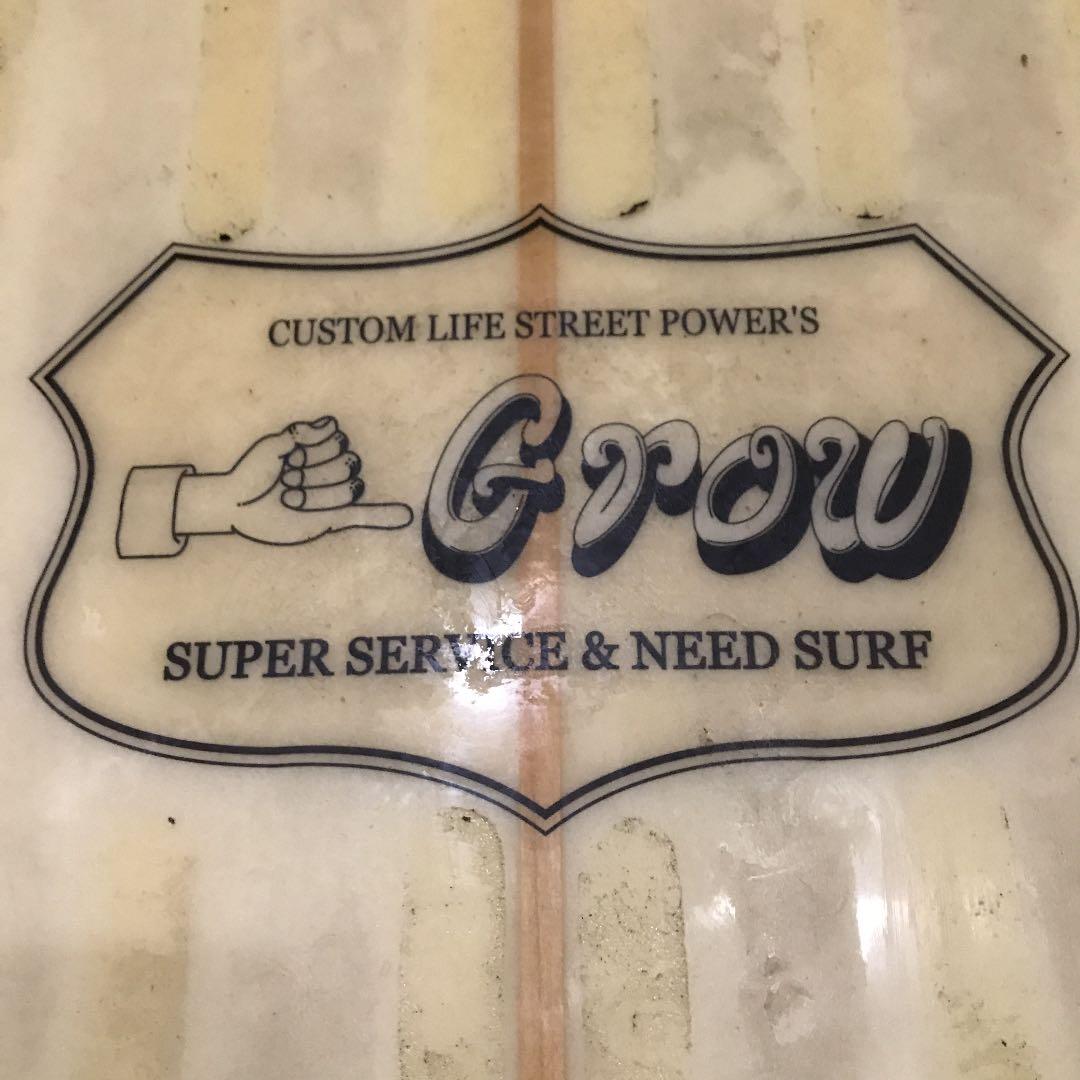 CUSTOM LIFE STREET POWER'S
Grow
SUPER SERVICE & NEED SURF